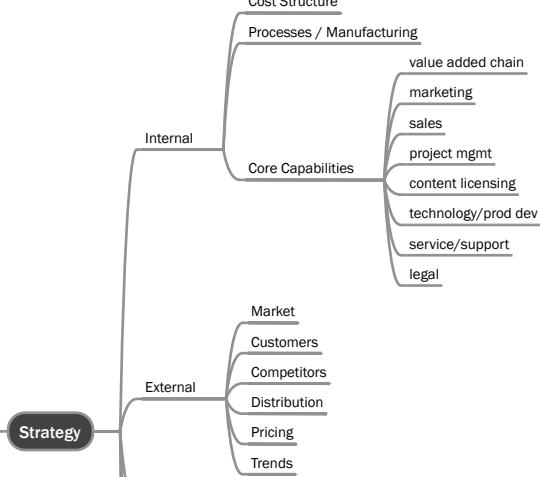 Cost Structure
Processes / Manufacturing
value added chain
marketing
sales
Internal
project mgmt
Core Capabilities
content licensing
technology/prod dev
service/support
legal
Market
Customers
Competitors
External
Distribution
Strategy
Pricing
Trends